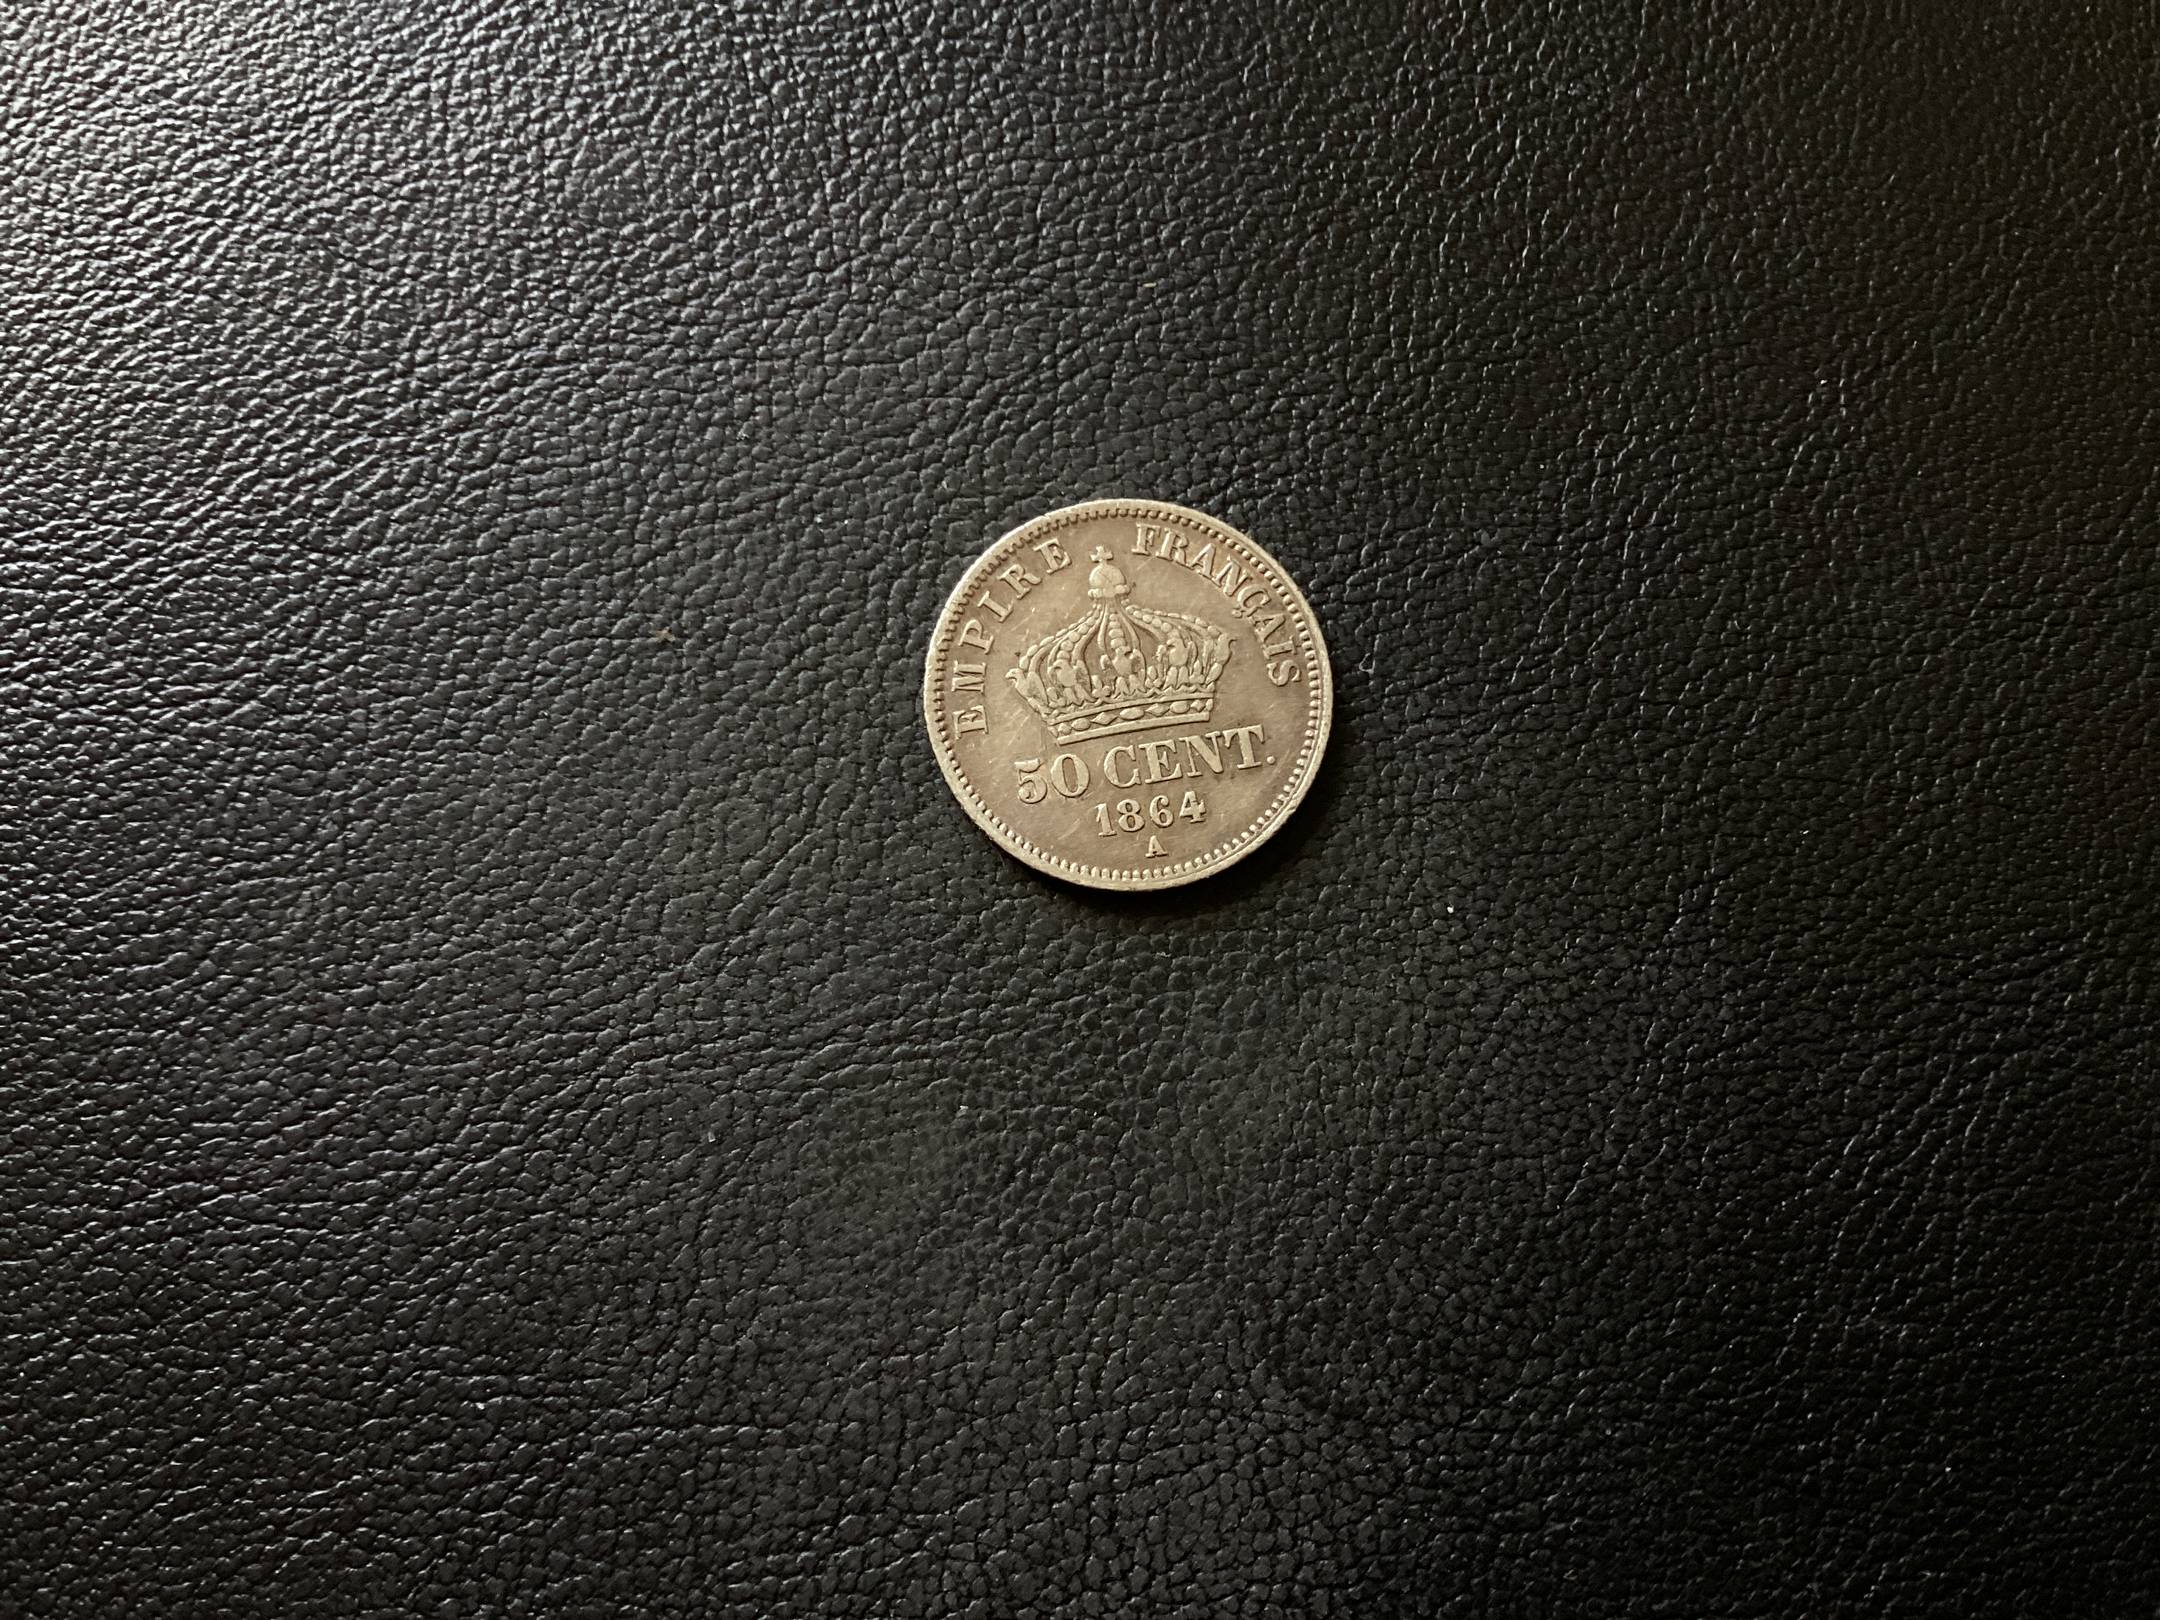 EMPIRE FRANÇAIS
50 CENT.
1864
A